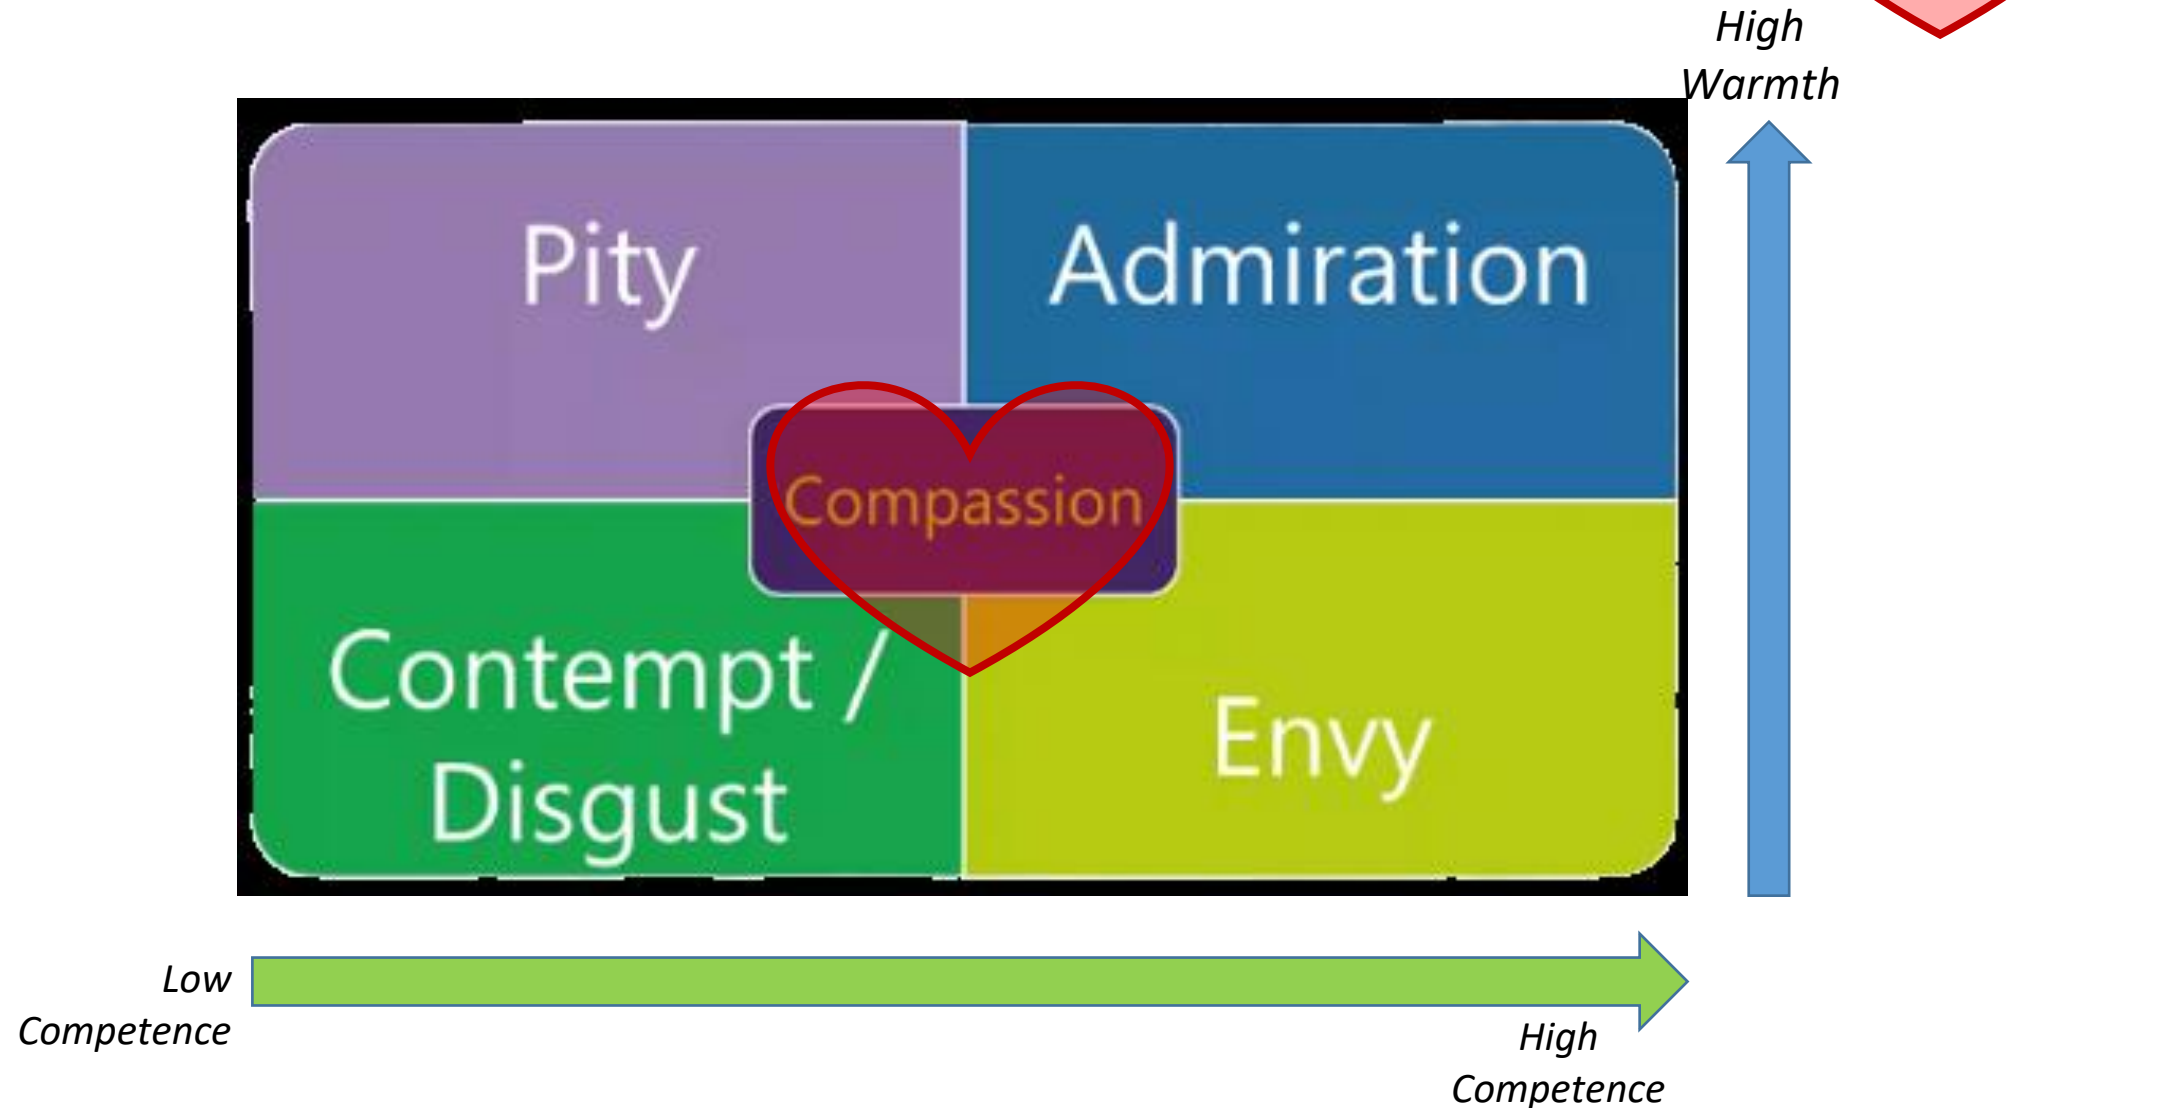 High
Warmth
Pity
Admiration
Compassion
Contempt /
Disgust
Envy
Low
Competence
High
Competence